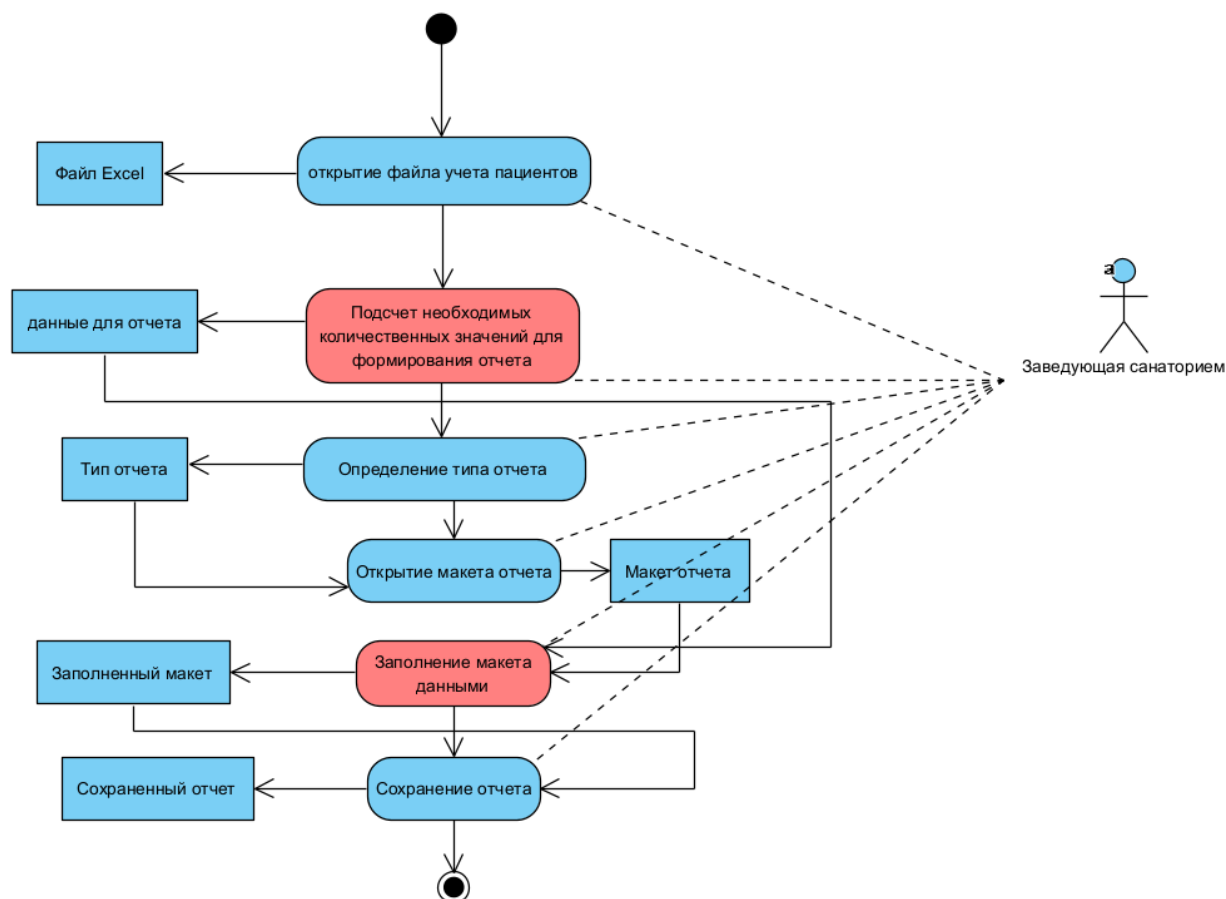 Файл Excel
открытие файла учета пациентов
a
Заведующая санаторием
данные для отчета
Подсчет необходимых
количественных значений для
формирования отчета
Тип отчета
Определение типа отчета
Открытие макета отчета
Макет отчета
Заполненный макет
Заполнение макета
данными
Сохраненный отчет
Сохранение отчета